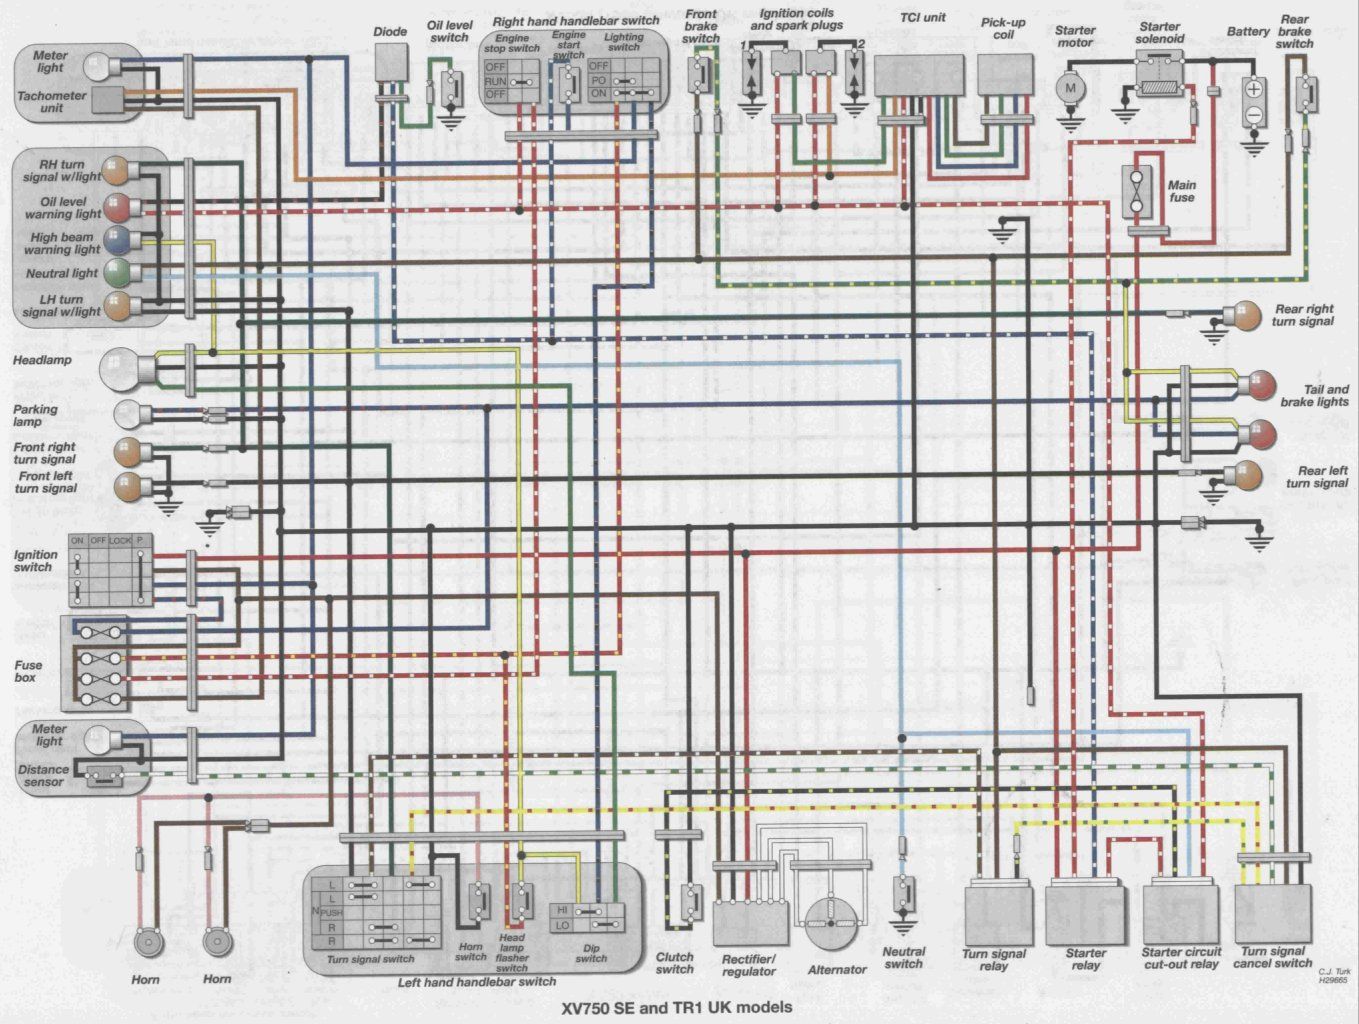 Diode
Oil level
switch
Right hand handlebar switch
Engine
stop switch
Engine
start
switch
Lighting
switch
OFF
RUN
OFF
OFF
PO
ON
Front
brake
switch
Ignition coils
and spark plugs
1
2
TCI unit
Pick-up
coil
Starter
motor
M
Starter
solenoid
Battery
Rear
brake
switch
Meter
light
Tachometer
unit
RH turn
signal w/light
Oil level
warning light
High beam
warning light
Neutral light
LH turn
signal w/light
Main
fuse
Headlamp
Parking
lamp
Front right
turn signal
Front left
turn signal
Rear right
turn signal
Tail and
brake lights
Rear left
turn signal
Ignition
switch
ON
OFF
LOCK
P
Fuse
box
Meter
light
Distance
sensor
Horn
Horn
L
L
N
PUSH
R
R
Turn signal switch
Horn
switch
Head
lamp
flasher
switch
HI
LO
Dip
switch
Left hand handlebar switch
Clutch
switch
Rectifier/
regulator
Alternator
Neutral
switch
Turn signal
relay
Starter
relay
Starter circuit
cut-out relay
Turn signal
cancel switch
C.J. Turk
H29665
XV750 SE and TR1 UK models